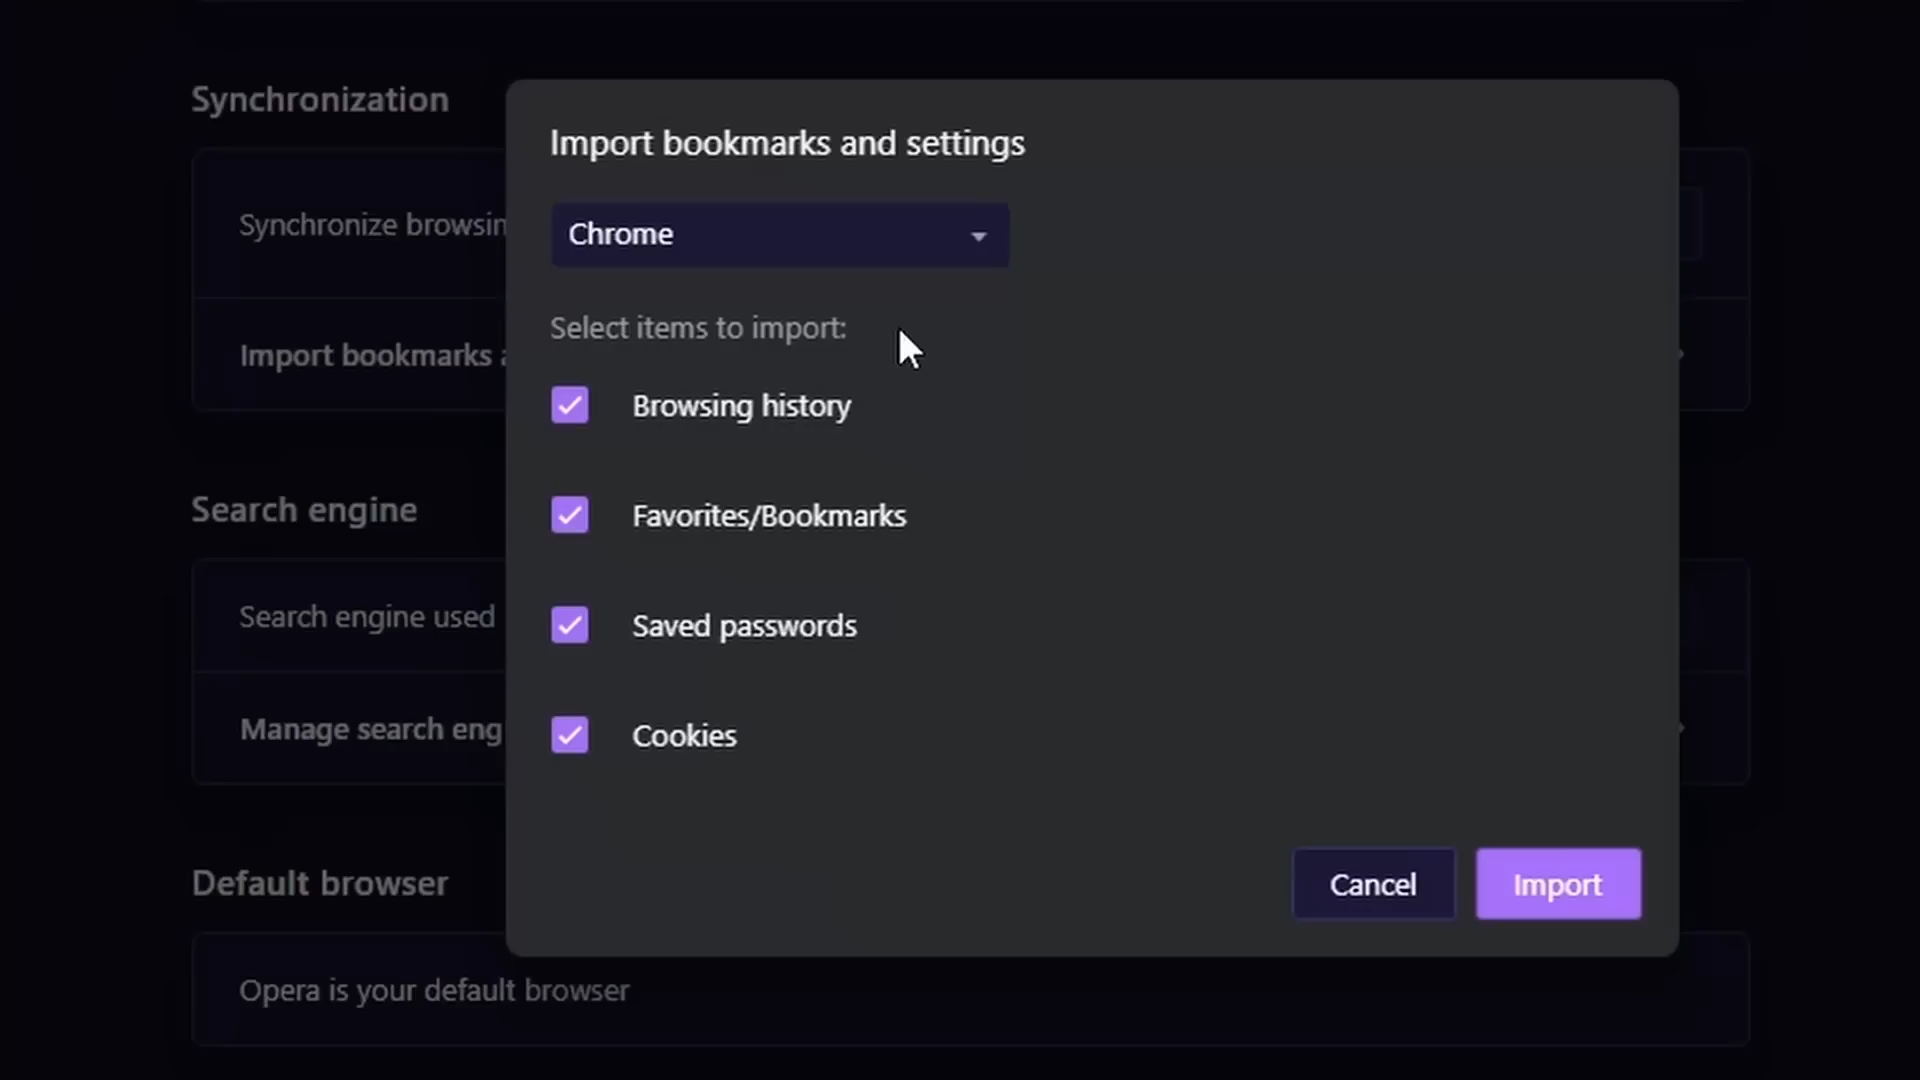 Synchronization
Import bookmarks and settings
Synchronize browsin
Chrome
Select items to import:
Import bookmarks
Browsing history
Search engine
Favorites/Bookmarks
Search engine used
Saved passwords
Manage search eng
Cookies
Default browser
Cancel
Import
Opera is your default browser